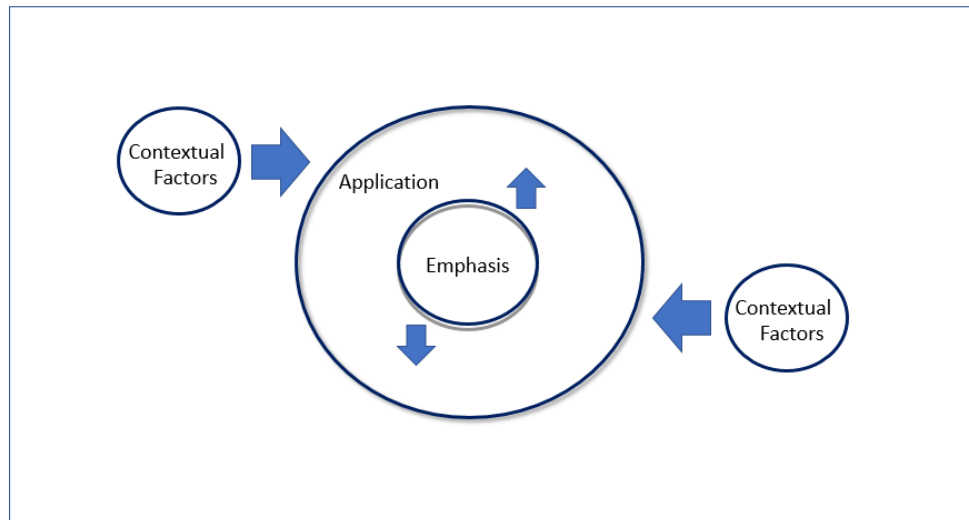 Contextual
Factors
Application
Emphasis
Contextual
Factors